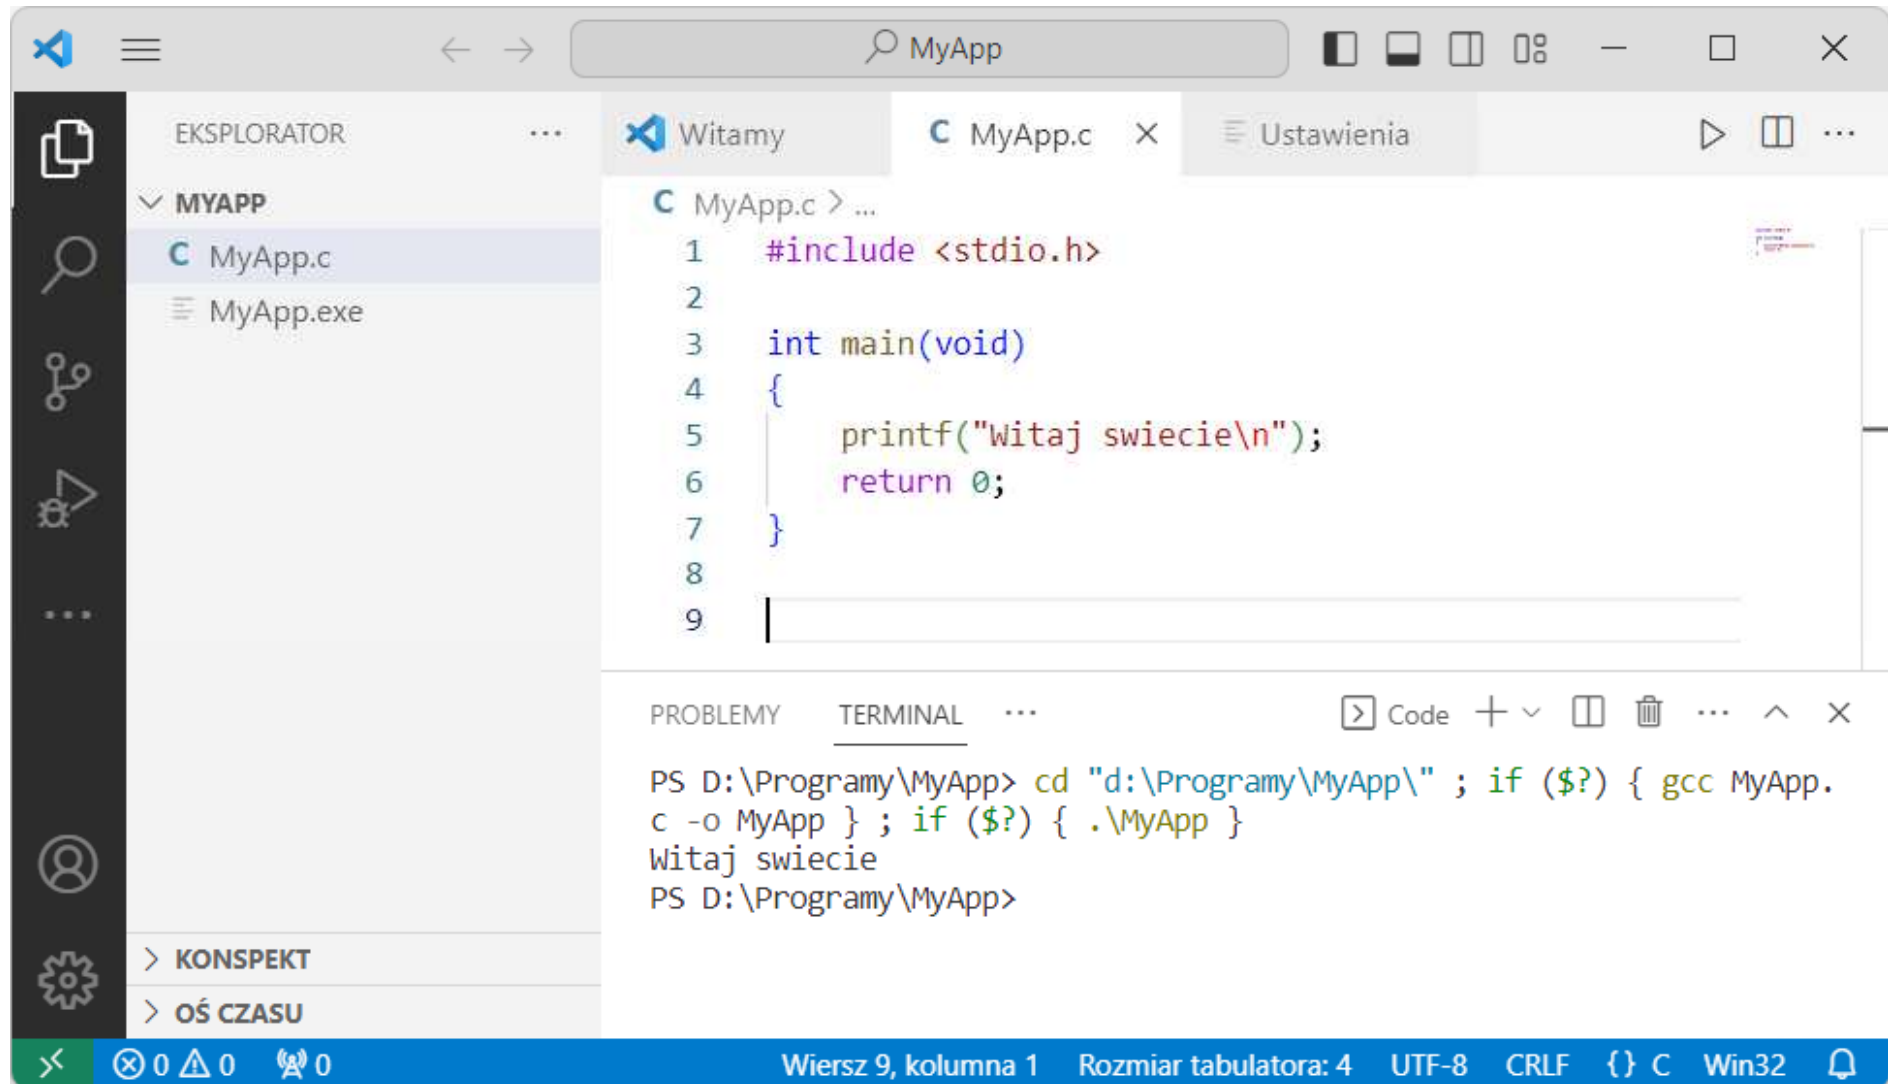 MyApp
EKSPLORATOR
MYAPP
MyApp.c
MyApp.exe
KONSPEKT
OŚ CZASU
Witamy
MyApp.c
Ustawienia
MyApp.c > ...
1 #include <stdio.h>
2
3 int main(void)
4 {
5 printf("Witaj swiecie\n");
6 return 0;
7 }
8
9
PROBLEMY TERMINAL ··· Code
PS D:\Programy\MyApp> cd "d:\Programy\MyApp\" ; if ($?) { gcc MyApp.
c -o MyApp } ; if ($?) { .\MyApp }
Witaj swiecie
PS D:\Programy\MyApp>
0 0 0 Wiersz 9, kolumna 1 Rozmiar tabulatora: 4 UTF-8 CRLF {} C Win32